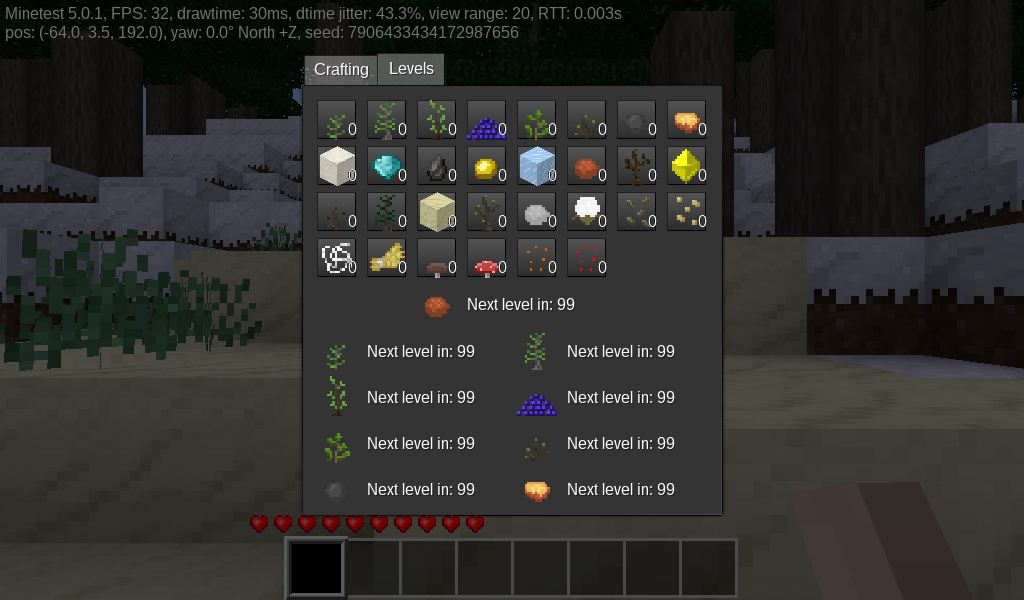 Minetest 5.0.1, FPS: 32, drawtime: 30ms, dtime jitter: 43.3%, view range: 20, RTT: 0.003s
pos: (-64.0, 3.5, 192.0), yaw: 0.0° North +Z, seed: 7906433434172987656
Crafting Levels
0 0 0 0 0 0 0 0
0 0 0 0 0 0 0 0
0 0 0 0 0 0 0 0
0 0 0 0 0 0
Next level in: 99
Next level in: 99 Next level in: 99
Next level in: 99 Next level in: 99
Next level in: 99 Next level in: 99
Next level in: 99 Next level in: 99